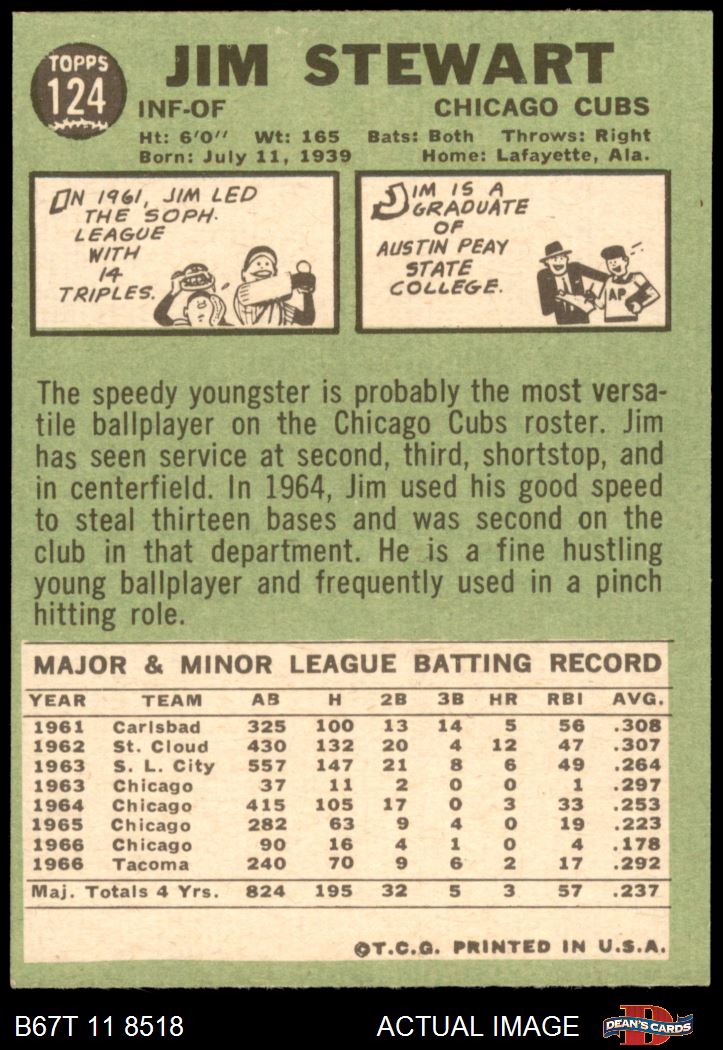 TOPPS
124
JIM STEWART
INF-OF CHICAGO CUBS
Ht: 6'0" Wt: 165 Bats: Both Throws: Right
Born: July 11, 1939 Home: Lafayette, Ala.
IN 1961, JIM LED
THE SOPH.
LEAGUE
WITH
14
TRIPLES.
JIM IS A
GRADUATE
OF
AUSTIN PEAY
STATE
COLLEGE.
AP
The speedy youngster is probably the most versa-
tile ballplayer on the Chicago Cubs roster. Jim
has seen service at second, third, shortstop, and
in centerfield. In 1964, Jim used his good speed
to steal thirteen bases and was second on the
club in that department. He is a fine hustling
young ballplayer and frequently used in a pinch
hitting role.
MAJOR & MINOR LEAGUE BATTING RECORD
YEAR TEAM AB H 2B 3B HR RBI AVG.
1961 Carlsbad 325 100 13 14 5 56 .308
1962 St. Cloud 430 132 20 4 12 47 .307
1963 S. L. City 557 147 21 8 6 49 .264
1963 Chicago 37 11 2 0 0 1 .297
1964 Chicago 415 105 17 0 3 33 .253
1965 Chicago 282 63 9 4 0 19 .223
1966 Chicago 90 16 4 1 0 4 .178
1966 Tacoma 240 70 9 6 2 17 .292
Maj. Totals 4 Yrs. 824 195 32 5 3 57 .237
©T.C.G. PRINTED IN U.S.A.
B67T 11 8518 ACTUAL IMAGE
D
DEAN'S CARDS